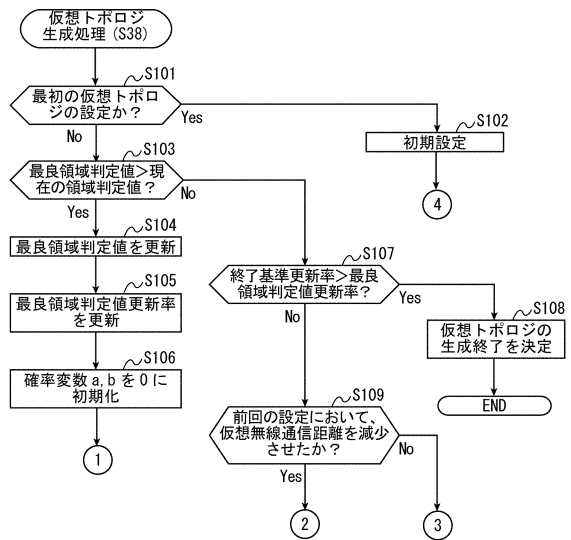 仮想トポロジ
生成処理 (S38)
S101
最初の仮想トポロ
ジの設定か？
Yes
No
S102
初期設定
4
S103
最良領域判定値>現
在の領域判定値？
No
Yes
S104
最良領域判定値を更新
S105
最良領域判定値更新率
を更新
S106
確率変数 a,b を 0 に
初期化
1
S107
終了基準更新率>最良
領域判定値更新率？
Yes
No
S108
仮想トポロジの
生成終了を決定
END
S109
前回の設定において、
仮想無線通信距離を減少
させたか？
Yes
No
2
3